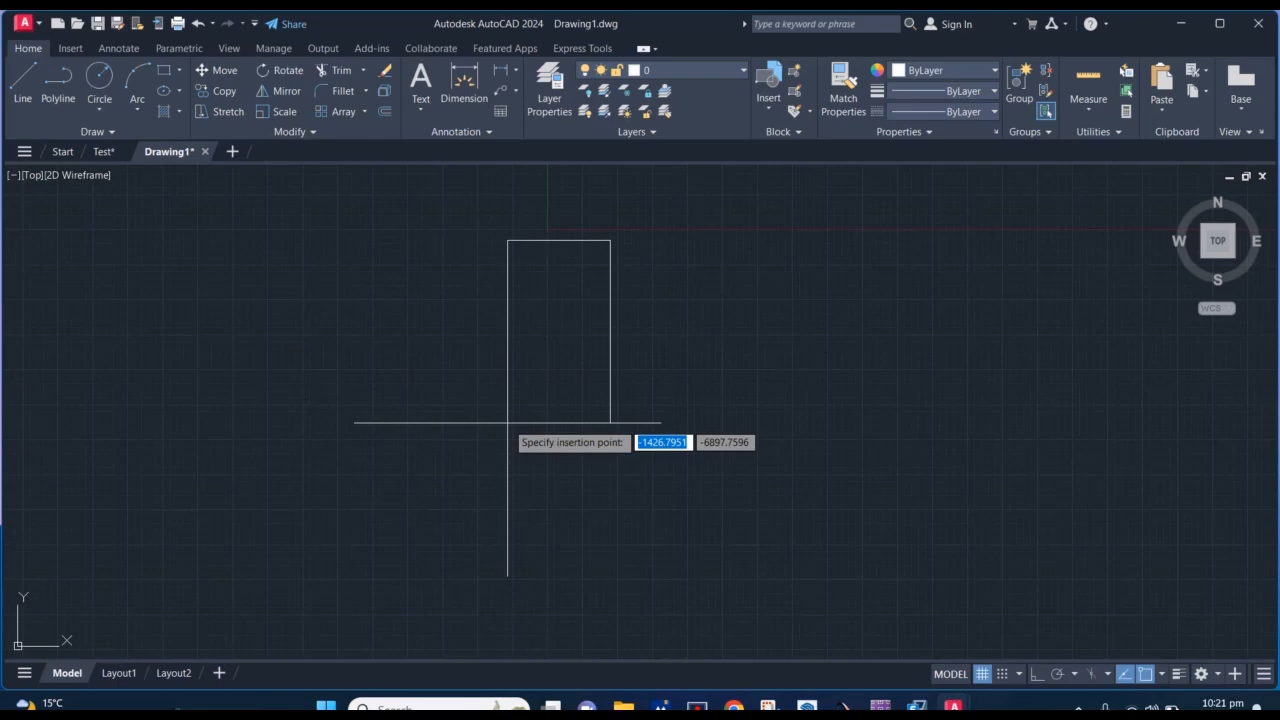 Share
Autodesk AutoCAD 2024 Drawing1.dwg
Type a keyword or phrase
Sign In
Home Insert Annotate Parametric View Manage Output Add-ins Collaborate Featured Apps Express Tools
Line
Polyline
Circle
Arc
Draw
Move Rotate Trim
Copy Mirror Fillet
Stretch Scale Array
Modify
Text
Dimension
Annotation
Layer
Properties
0
Layers
Insert
Block
Match
Properties
ByLayer
ByLayer
ByLayer
Properties
Group
Groups
Measure
Utilities
Paste
Clipboard
Base
View
Start Test* Drawing1*
[−][Top][2D Wireframe]
N
W TOP E
S
WCS
Specify insertion point: -1426.7951 -6897.7596
Y
X
Model Layout1 Layout2
MODEL
15°C
Search
10:21 pm